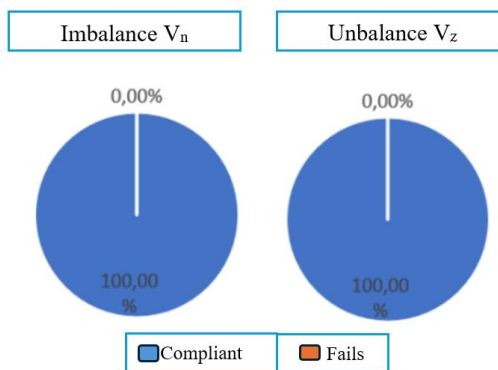 Imbalance Vn
Unbalance Vz
0,00%
0,00%
100,00
%
100,00
%
Compliant
Fails